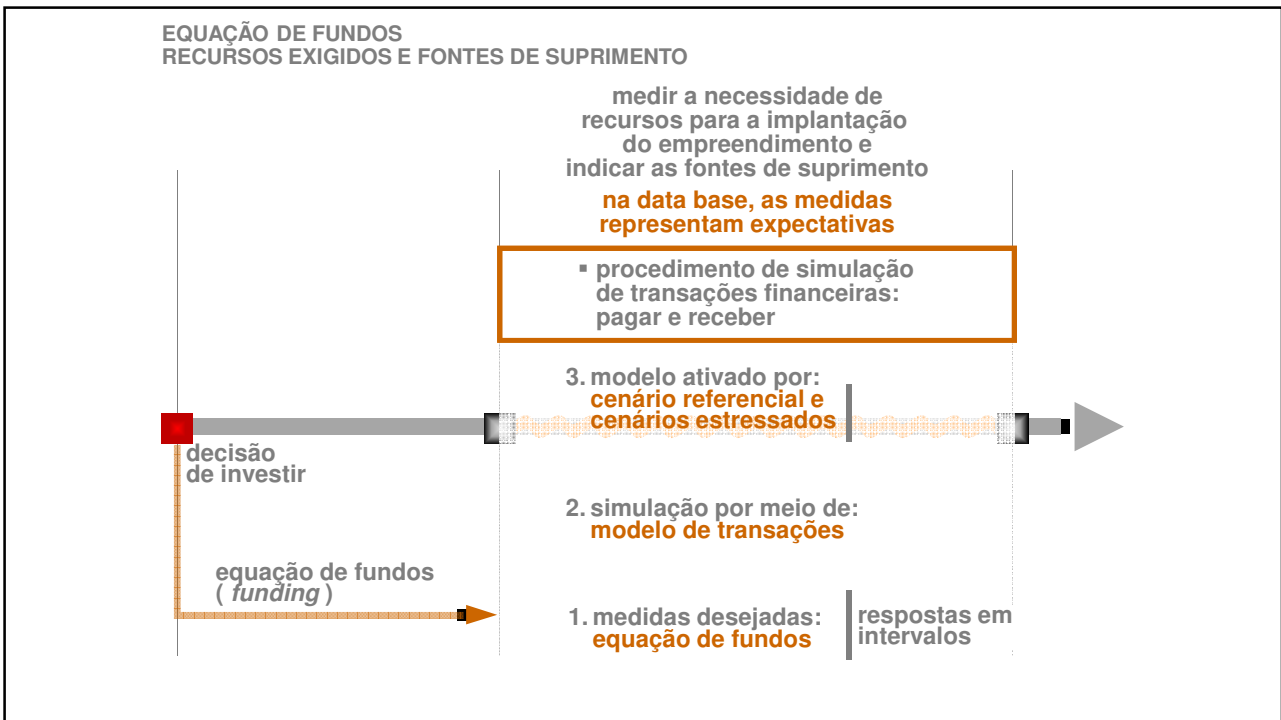 EQUAÇÃO DE FUNDOS
RECURSOS EXIGIDOS E FONTES DE SUPRIMENTO
medir a necessidade de
recursos para a implantação
do empreendimento e
indicar as fontes de suprimento
na data base, as medidas
representam expectativas
▪ procedimento de simulação
de transações financeiras:
pagar e receber
3. modelo ativado por:
cenário referencial e
cenários estressados
decisão
de investir
2. simulação por meio de:
modelo de transações
equação de fundos
( funding )
1. medidas desejadas:
equação de fundos
respostas em
intervalos